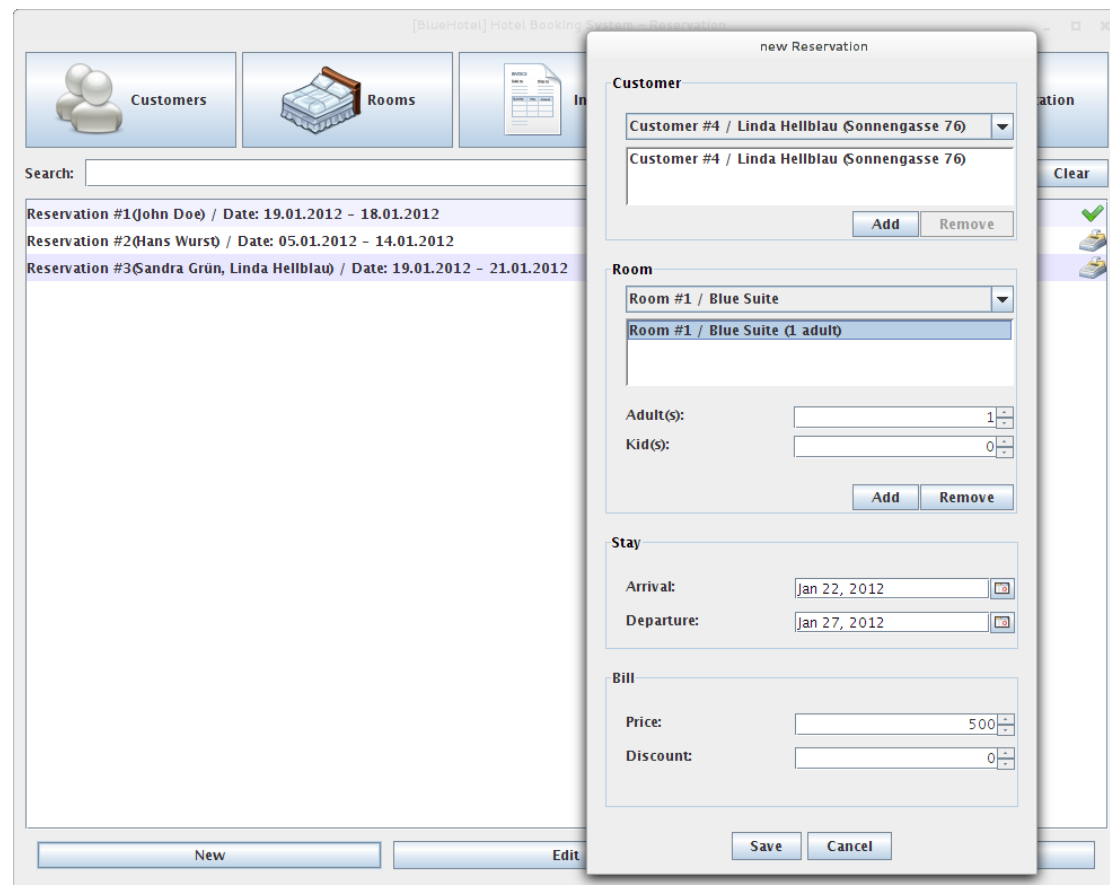 [BlueHotel] Hotel Booking System - Reservation
Customers
Rooms
INVOICE
Search:
Clear
Reservation #1(John Doe) / Date: 19.01.2012 - 18.01.2012
Reservation #2(Hans Wurst) / Date: 05.01.2012 - 14.01.2012
Reservation #3(Sandra Grün, Linda Hellblau) / Date: 19.01.2012 - 21.01.2012
New
Edit
new Reservation
Customer
Customer #4 / Linda Hellblau (Sonnengasse 76)
Customer #4 / Linda Hellblau (Sonnengasse 76)
Add Remove
Room
Room #1 / Blue Suite
Room #1 / Blue Suite (1 adult)
Adult(s): 1
Kid(s): 0
Add Remove
Stay
Arrival: Jan 22, 2012
Departure: Jan 27, 2012
Bill
Price: 500
Discount: 0
Save Cancel